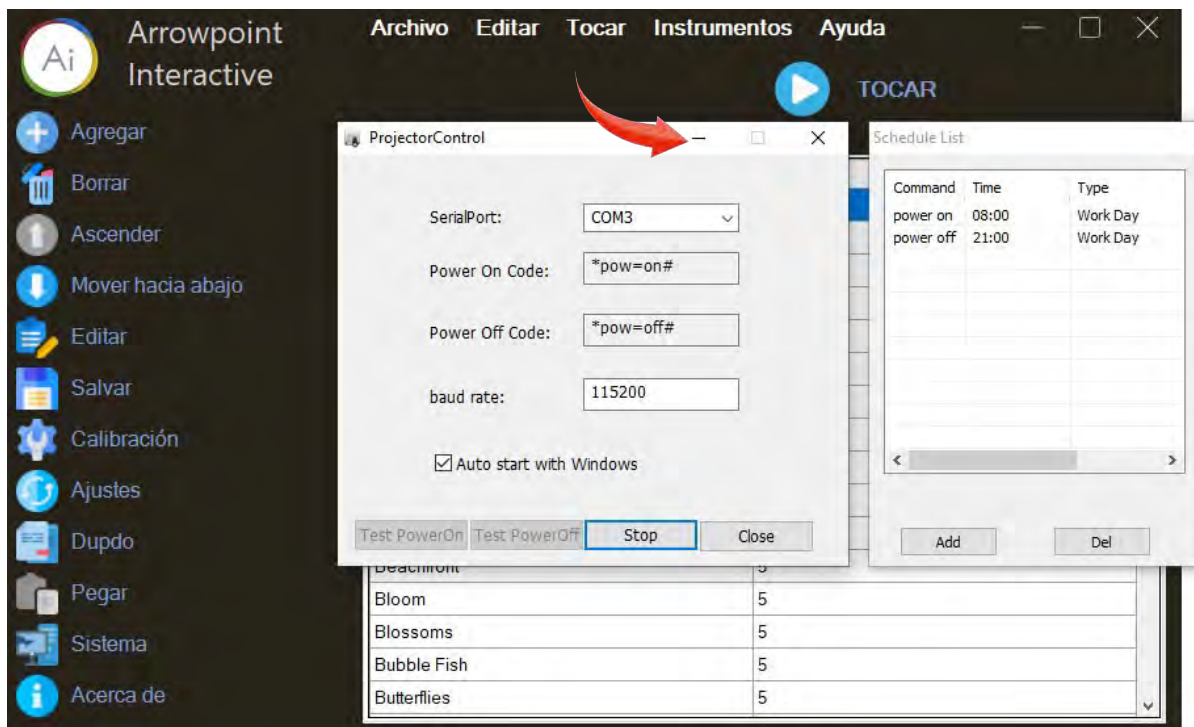 Ai
Arrowpoint
Interactive
Archivo Editar Tocar Instrumentos Ayuda
TOCAR
Agregar
Borrar
Ascender
Mover hacia abajo
Editar
Salvar
Calibración
Ajustes
Dupdo
Pegar
Sistema
Acerca de
ProjectorControl
SerialPort: COM3
Power On Code: *pow=on#
Power Off Code: *pow=off#
baud rate: 115200
Auto start with Windows
Test PowerOn Test PowerOff Stop Close
Schedule List
Command Time Type
power on 08:00 Work Day
power off 21:00 Work Day
Add Del
Beachfront 5
Bloom 5
Blossoms 5
Bubble Fish 5
Butterflies 5